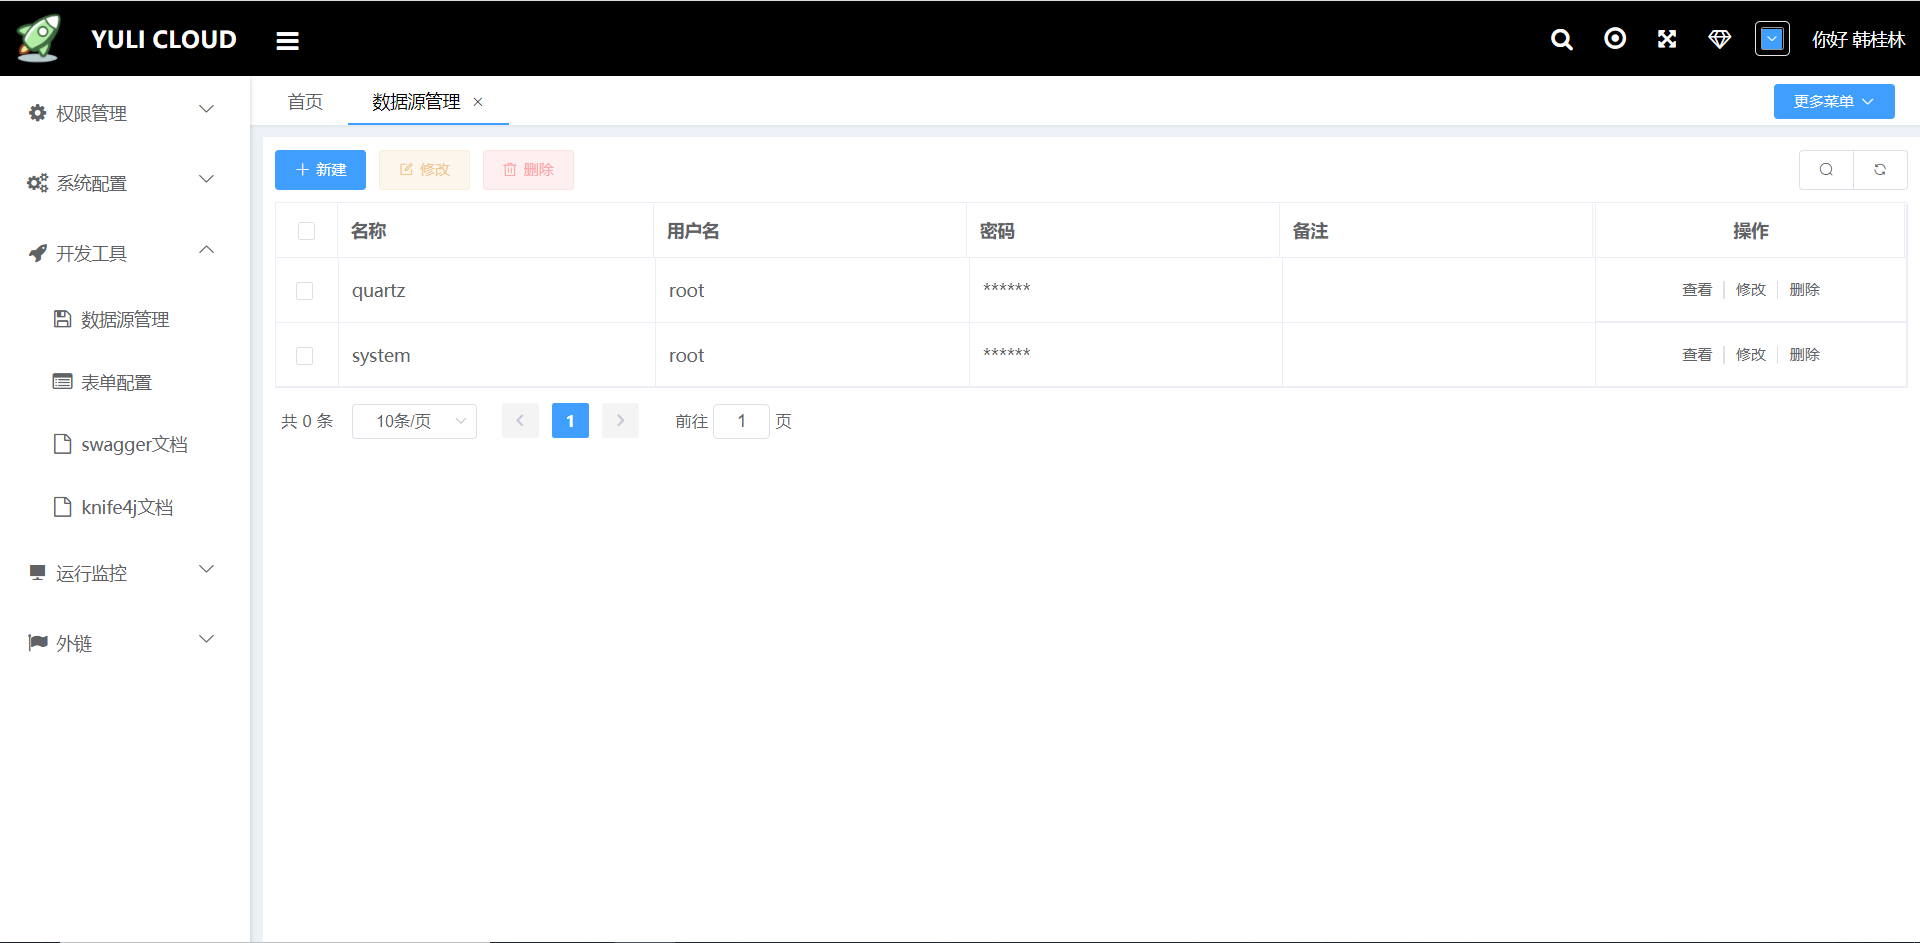 YULI CLOUD
你好 韩桂林
权限管理
系统配置
开发工具
数据源管理
表单配置
swagger文档
knife4j文档
运行监控
外链
首页 数据源管理 更多菜单
新建 修改 删除
名称 用户名 密码 备注 操作
quartz root ****** 查看 修改 删除
system root ****** 查看 修改 删除
共 0 条 10条/页 1 前往 1 页